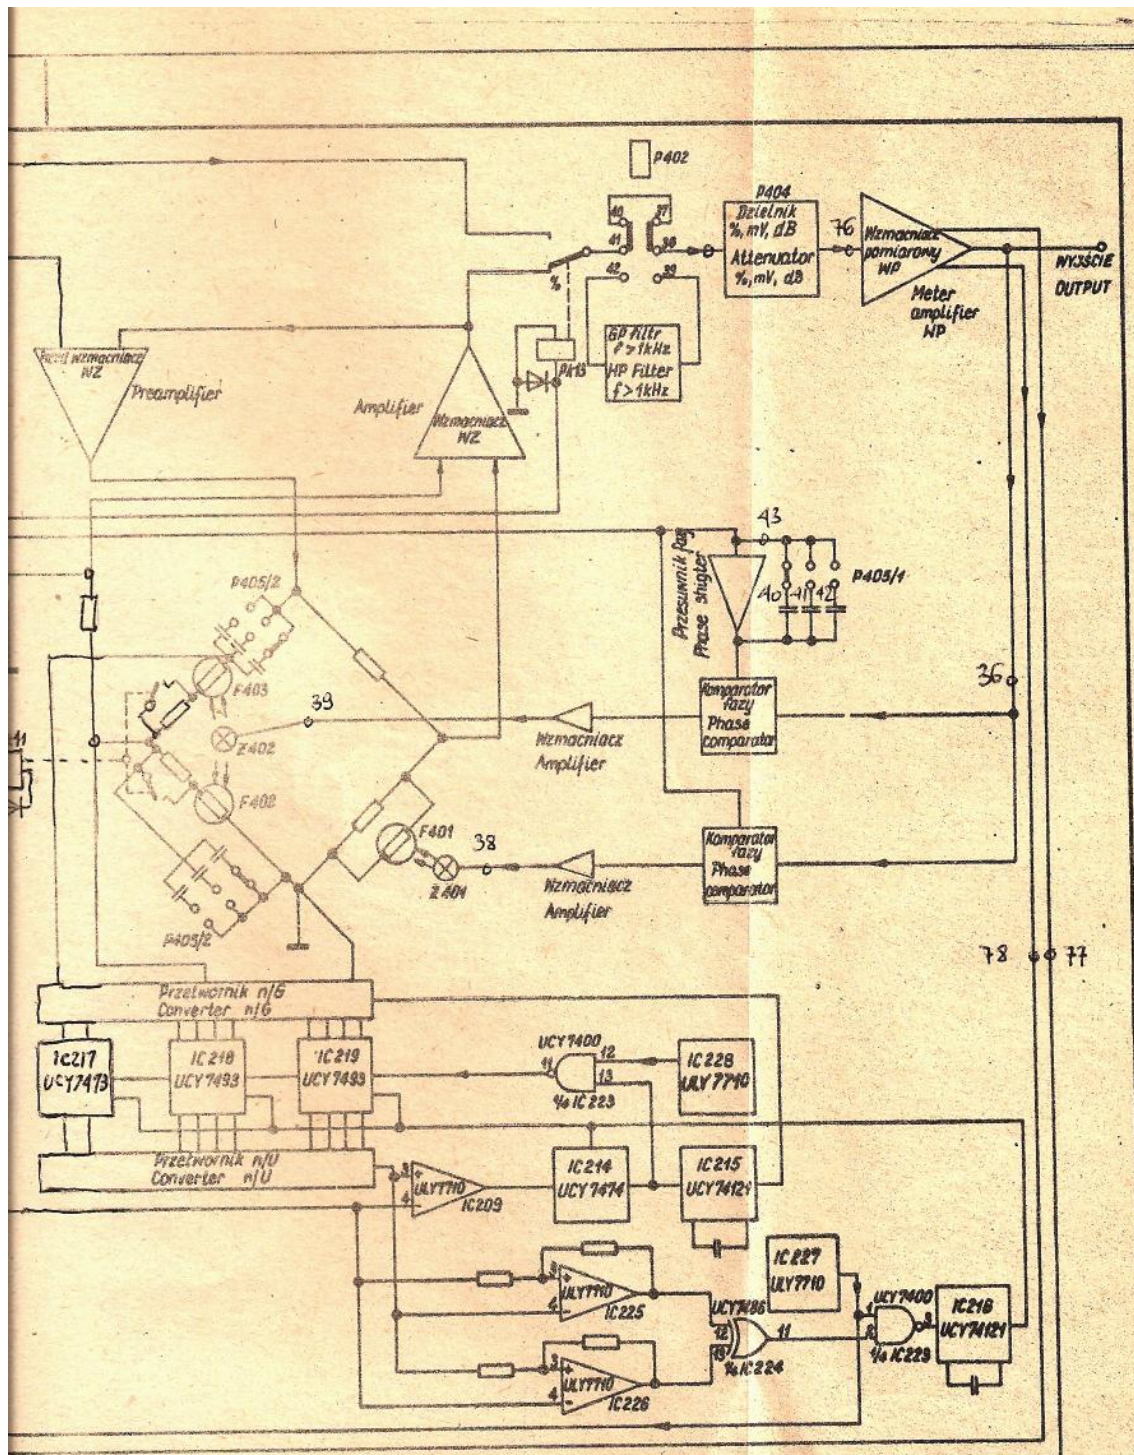 P402
P404
40
37
Dzielnik
%, mV, dB
Attenuator
%, mV, dB
41
38
42
39
76
Wzmacniacz
pomiarowy
WP
Meter
amplifier
WP
WYJŚCIE
OUTPUT
%
GP filtr
f > 1kHz
HP Filter
f > 1kHz
PK13
wzmacniacz
WZ
Preamplifier
Amplifier
Wzmacniacz
WZ
43
Przesuwnik faz
Phase shigter
40
41
42
P405/1
P405/2
F403
39
Z402
Wzmacniacz
Amplifier
Komparator
fazy
Phase
comparator
36
F402
F401
38
Z401
Wzmacniacz
Amplifier
Komparator
fazy
Phase
comparator
P405/2
78
77
Przetwornik n/G
Converter n/G
IC217
UCY7473
IC218
UCY7493
IC219
UCY7493
UCY7400
11
12
13
1/4 IC223
IC228
ULY7710
Przetwornik n/U
Converter n/U
3
4
ULY7710
IC209
IC214
UCY7474
IC215
UCY74121
3
4
ULY7710
IC225
UCY7486
12
13
11
1/4 IC224
IC227
ULY7710
UCY7400
1
2
3
1/4 IC223
IC216
UCY74121
3
4
ULY7710
IC226